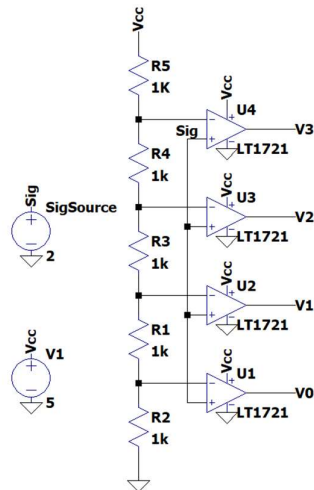 Vcc
R5
1K
Vcc
U4
Sig
V3
LT1721
R4
1k
Vcc
U3
Sig
SigSource
V2
LT1721
2
R3
1k
Vcc
U2
V1
LT1721
Vcc
V1
R1
1k
Vcc
U1
5
V0
LT1721
R2
1k